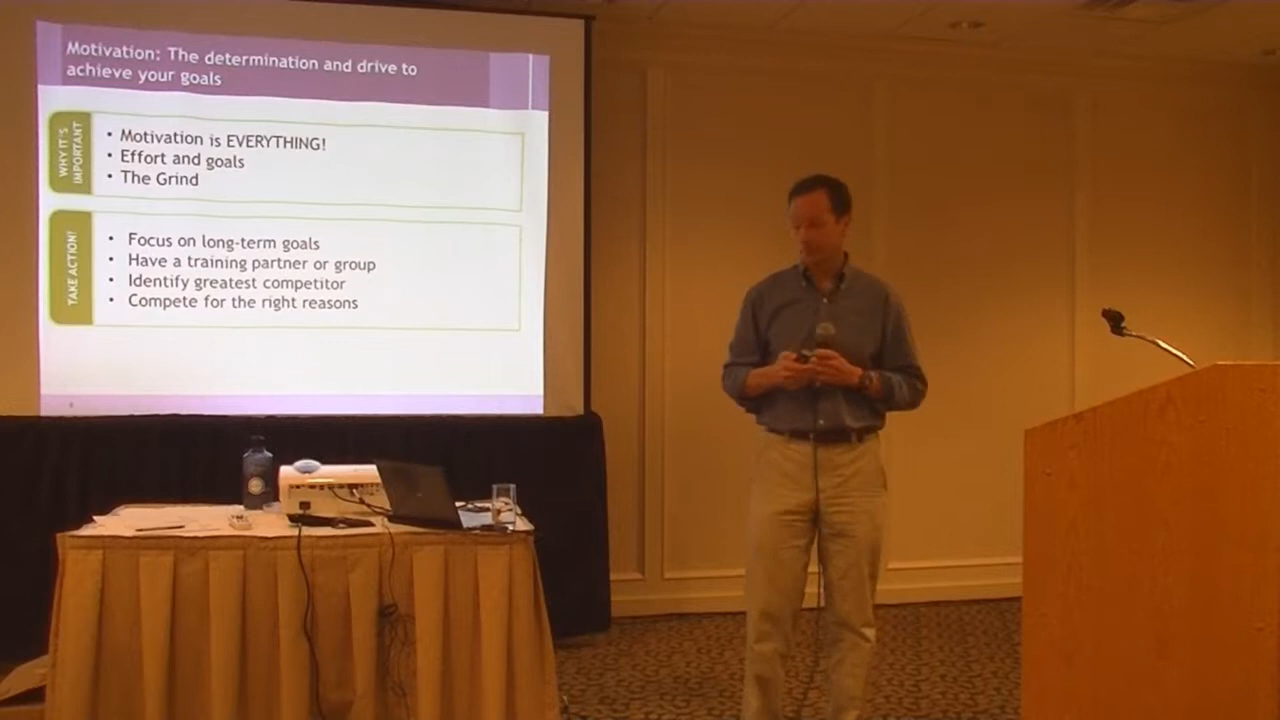 Motivation: The determination and drive to
achieve your goals
WHY IT'S
IMPORTANT
• Motivation is EVERYTHING!
• Effort and goals
• The Grind
TAKE ACTION!
• Focus on long-term goals
• Have a training partner or group
• Identify greatest competitor
• Compete for the right reasons